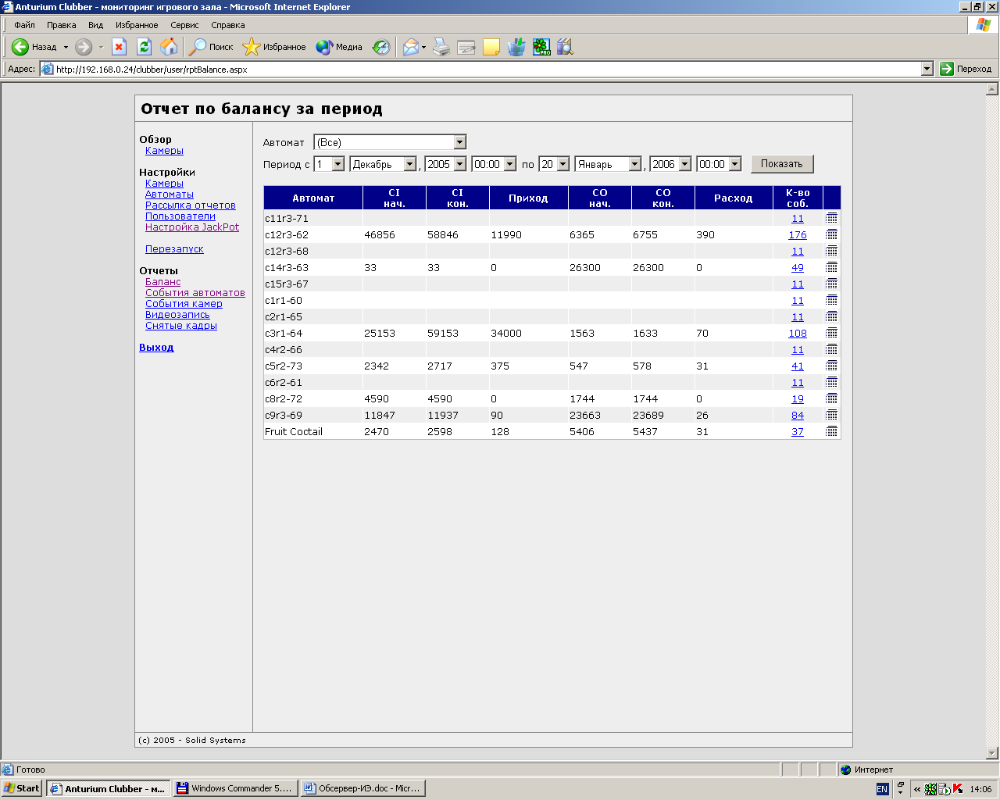 Anturium Clubber - мониторинг игрового зала - Microsoft Internet Explorer
Файл Правка Вид Избранное Сервис Справка
Назад Поиск Избранное Медиа PRO
Адрес: http://192.168.0.24/clubber/user/rptBalance.aspx Переход
Отчет по балансу за период
Обзор
Камеры
Настройки
Камеры
Автоматы
Рассылка отчетов
Пользователи
Настройка JackPot
Перезапуск
Отчеты
Баланс
События автоматов
События камер
Видеозапись
Снятые кадры
Выход
Автомат (Все)
Период с 1 Декабрь , 2005 00:00 по 20 Январь , 2006 00:00 Показать
Автомат CI нач. CI кон. Приход CO нач. CO кон. Расход К-во соб.
c11r3-71 11
c12r3-62 46856 58846 11990 6365 6755 390 176
c12r3-68 11
c14r3-63 33 33 0 26300 26300 0 49
c15r3-67 11
c1r1-60 11
c2r1-65 11
c3r1-64 25153 59153 34000 1563 1633 70 108
c4r2-66 11
c5r2-73 2342 2717 375 547 578 31 41
c6r2-61 11
c8r2-72 4590 4590 0 1744 1744 0 19
c9r3-69 11847 11937 90 23663 23689 26 84
Fruit Coctail 2470 2598 128 5406 5437 31 37
(c) 2005 - Solid Systems
Готово Интернет
Start Anturium Clubber - м... Windows Commander 5.... Обсервер-ИЭ.doc - Micr... EN « 14:06